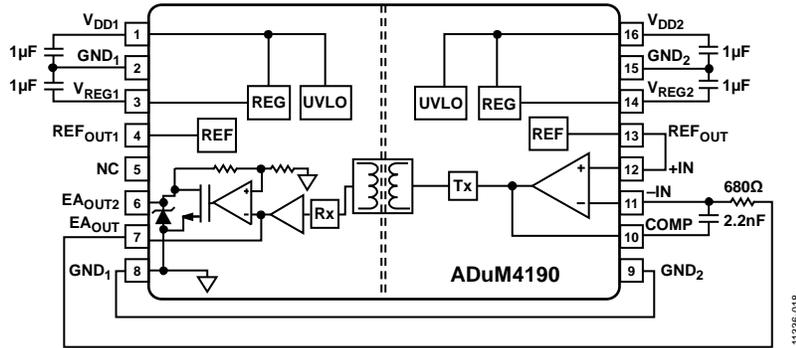 VDD1
1
1µF
GND1
2
1µF
VREG1
3
REG
UVLO
REFOUT1
4
REF
NC
5
EAOUT2
6
EAOUT
7
GND1
8
+
−
Rx
VDD2
16
1µF
GND2
15
1µF
VREG2
14
UVLO
REG
REF
13
REFOUT
12
+IN
Tx
+
−
11
−IN
680Ω
2.2nF
10
COMP
9
GND2
ADuM4190
11336-018